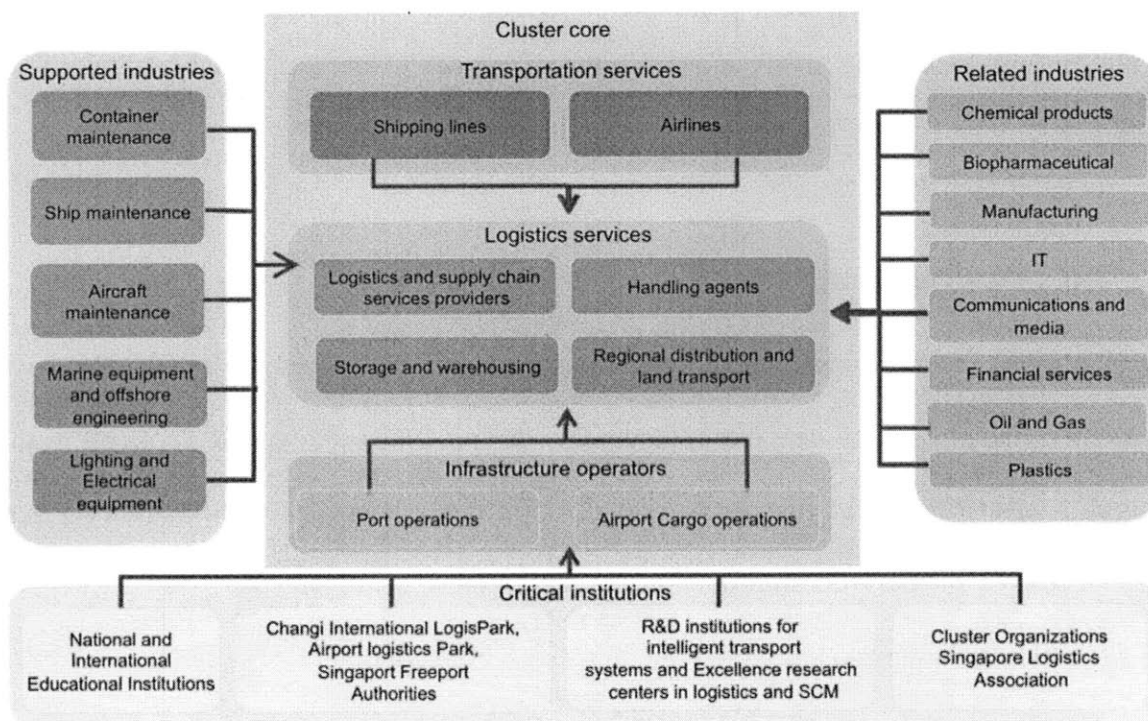 Cluster core
Supported industries
Container
maintenance
Ship maintenance
Aircraft
maintenance
Marine equipment
and offshore
engineering
Lighting and
Electrical
equipment
Transportation services
Shipping lines
Airlines
Logistics services
Logistics and supply chain
services providers
Handling agents
Storage and warehousing
Regional distribution and
land transport
Infrastructure operators
Port operations
Airport Cargo operations
Related industries
Chemical products
Biopharmaceutical
Manufacturing
IT
Communications and
media
Financial services
Oil and Gas
Plastics
Critical institutions
National and
International
Educational Institutions
Changi International LogisPark,
Airport logistics Park,
Singaport Freeport
Authorities
R&D institutions for
intelligent transport
systems and Excellence research
centers in logistics and SCM
Cluster Organizations
Singapore Logistics
Association